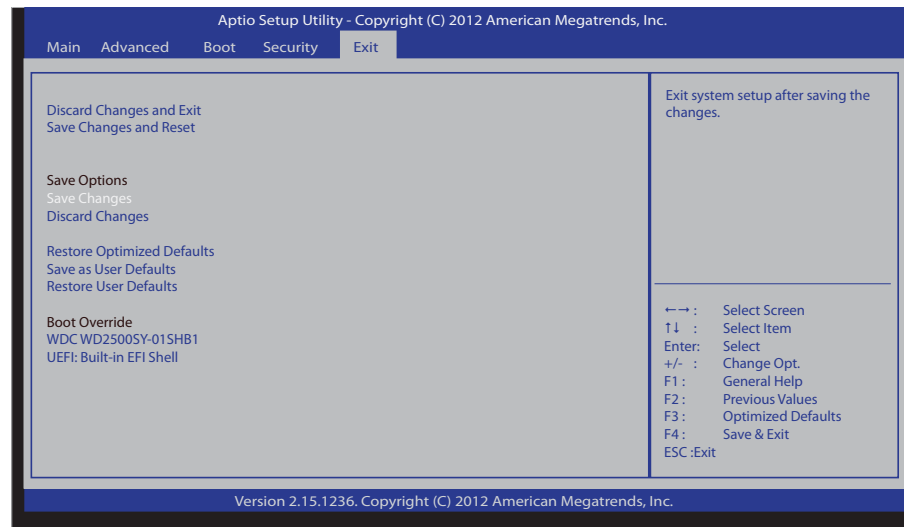 Aptio Setup Utility - Copyright (C) 2012 American Megatrends, Inc.
Main Advanced Boot Security Exit
Discard Changes and Exit
Save Changes and Reset
Save Options
Save Changes
Discard Changes
Restore Optimized Defaults
Save as User Defaults
Restore User Defaults
Boot Override
WDC WD2500SY-01SHB1
UEFI: Built-in EFI Shell
Exit system setup after saving the
changes.
←→ : Select Screen
↑↓ : Select Item
Enter: Select
+/- : Change Opt.
F1 : General Help
F2 : Previous Values
F3 : Optimized Defaults
F4 : Save & Exit
ESC :Exit
Version 2.15.1236. Copyright (C) 2012 American Megatrends, Inc.